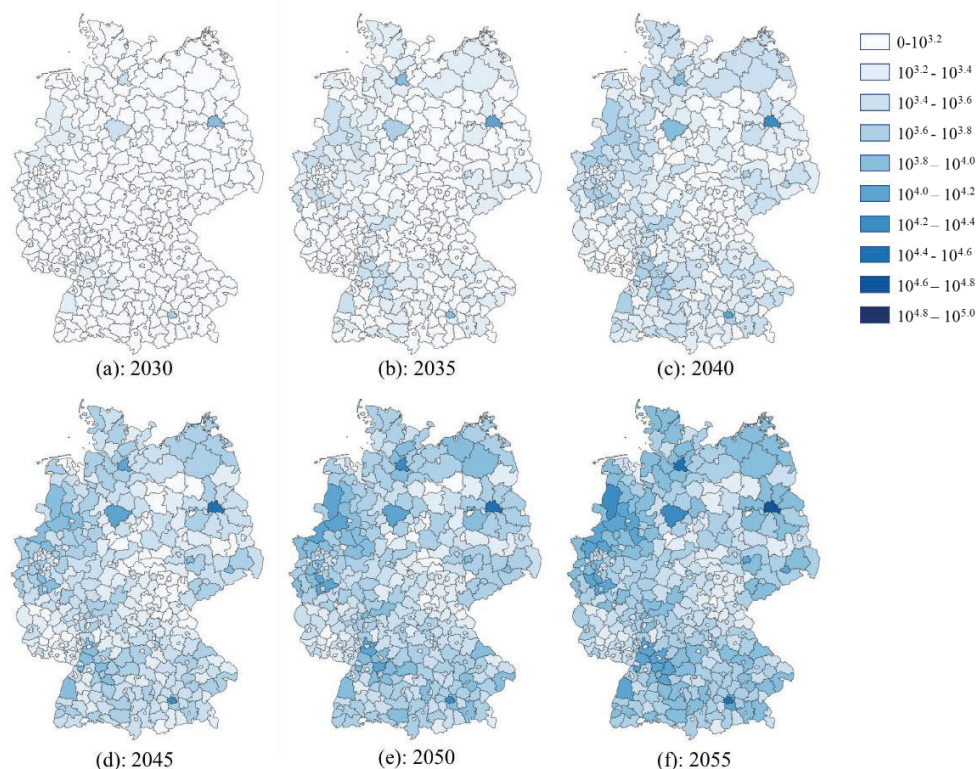 0-10^3.2
10^3.2 - 10^3.4
10^3.4 - 10^3.6
10^3.6 - 10^3.8
10^3.8 – 10^4.0
10^4.0 – 10^4.2
10^4.2 – 10^4.4
10^4.4 - 10^4.6
10^4.6 – 10^4.8
10^4.8 – 10^5.0
(a): 2030
(b): 2035
(c): 2040
(d): 2045
(e): 2050
(f): 2055